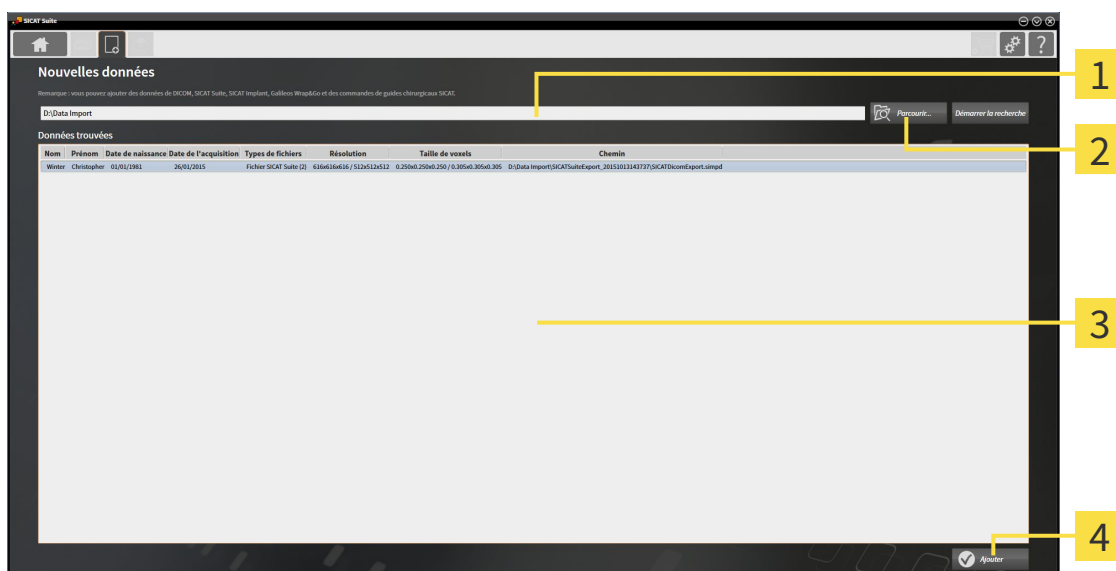 SICAT Suite
?
Nouvelles données
Remarque : vous pouvez ajouter des données de DICOM, SICAT Suite, SICAT Implant, Galileos Wrap&Go et des commandes de guides chirurgicaux SICAT.
1
D:\Data Import
Parcourir...
Démarrer la recherche
2
Données trouvées
Nom Prénom Date de naissance Date de l'acquisition Types de fichiers Résolution Taille de voxels Chemin
Winter Christopher 01/01/1981 26/01/2015 Fichier SICAT Suite (2) 616x616x616 / 512x512x512 0.250x0.250x0.250 / 0.305x0.305x0.305 D:\Data Import\SICATSuiteExport_20151013143737\SICATDicomExport.simpd
3
4
Ajouter